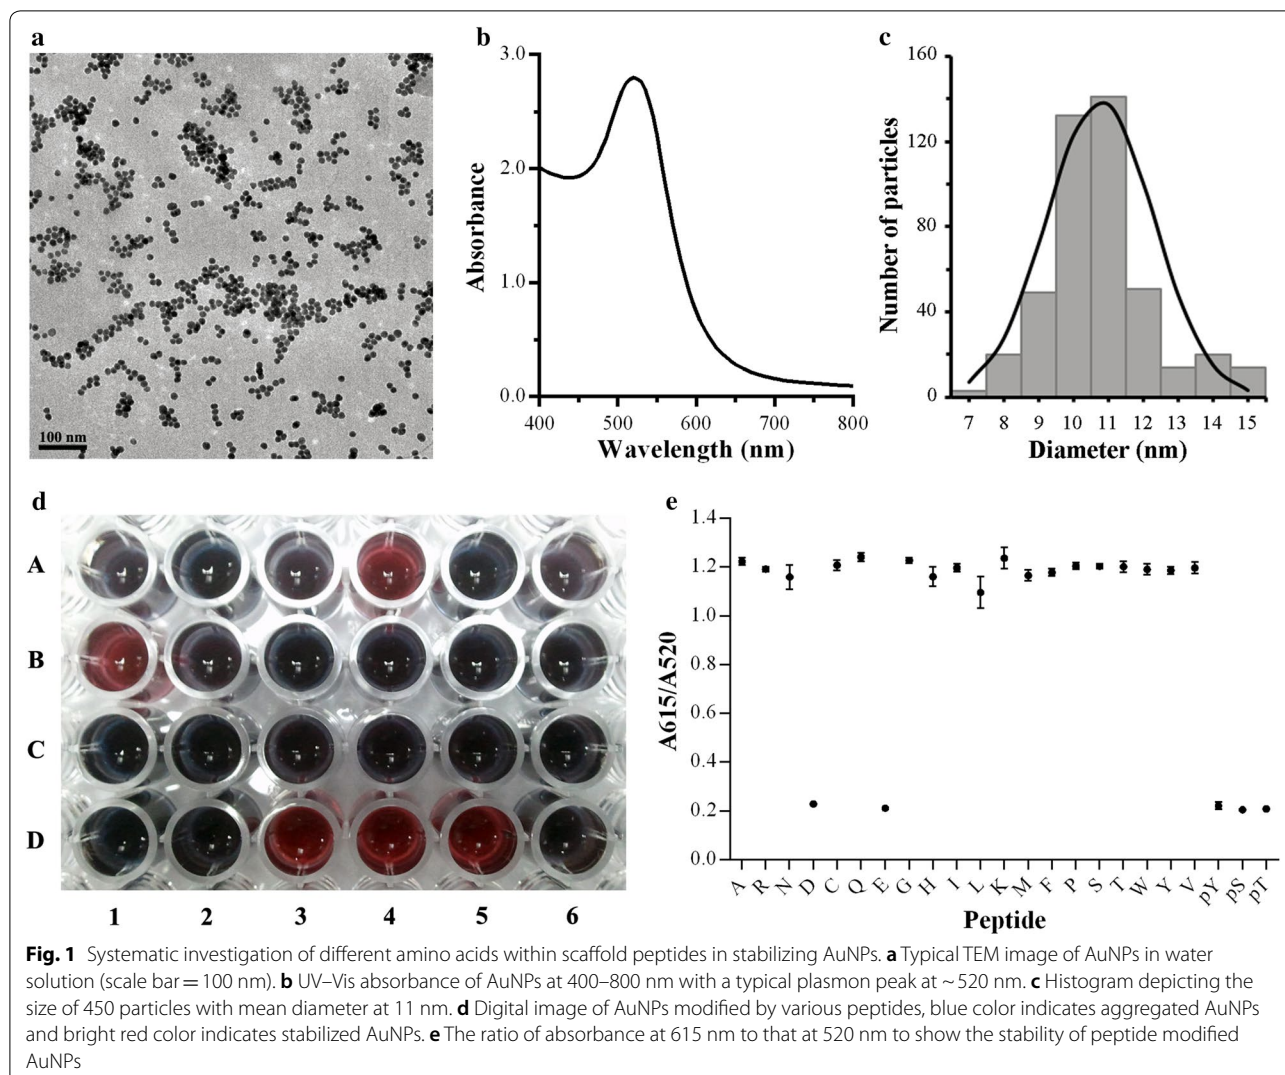 a
100 nm
b
3.0
2.0
1.0
0.0
Absorbance
400 500 600 700 800
Wavelength (nm)
c
160
120
80
40
0
Number of particles
7 8 9 10 11 12 13 14 15
Diameter (nm)
d
A
B
C
D
1 2 3 4 5 6
e
1.4
1.2
1.0
0.8
0.6
0.4
0.2
0.0
A615/A520
A R N D C Q E G H I L K M F P S T W Y V pY pS pT
Peptide
Fig. 1 Systematic investigation of different amino acids within scaffold peptides in stabilizing AuNPs. a Typical TEM image of AuNPs in water
solution (scale bar = 100 nm). b UV–Vis absorbance of AuNPs at 400–800 nm with a typical plasmon peak at ~ 520 nm. c Histogram depicting the
size of 450 particles with mean diameter at 11 nm. d Digital image of AuNPs modified by various peptides, blue color indicates aggregated AuNPs
and bright red color indicates stabilized AuNPs. e The ratio of absorbance at 615 nm to that at 520 nm to show the stability of peptide modified
AuNPs